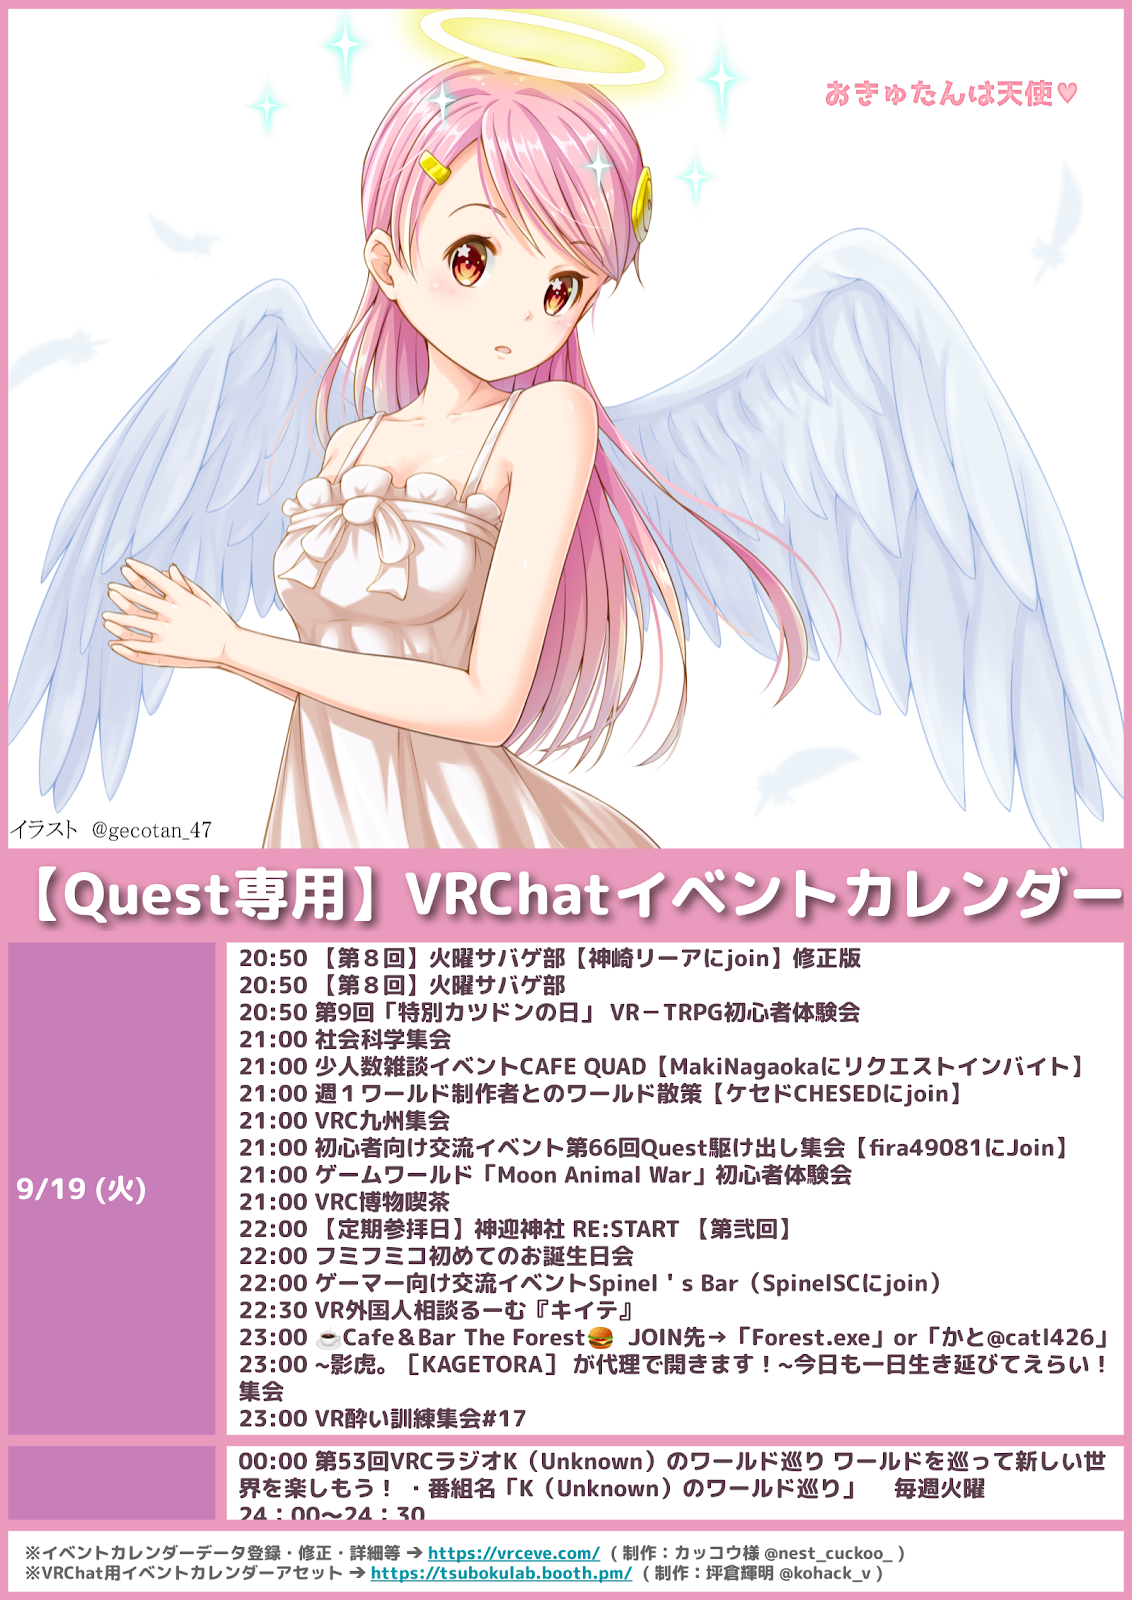 おきゅたんは天使♥
イラスト @gecotan_47
【Quest専用】VRChatイベントカレンダー
20:50 【第８回】火曜サバゲ部【神崎リーアにjoin】修正版
20:50 【第８回】火曜サバゲ部
20:50 第9回「特別カツドンの日」 VR－TRPG初心者体験会
21:00 社会科学集会
21:00 少人数雑談イベントCAFE QUAD【MakiNagaokaにリクエストインバイト】
21:00 週１ワールド制作者とのワールド散策【ケセドCHESEDにjoin】
21:00 VRC九州集会
21:00 初心者向け交流イベント第66回Quest駆け出し集会【fira49081にJoin】
9/19 (火)
21:00 ゲームワールド「Moon Animal War」初心者体験会
21:00 VRC博物喫茶
22:00 【定期参拝日】神迎神社 RE:START 【第弐回】
22:00 フミフミコ初めてのお誕生日会
22:00 ゲーマー向け交流イベントSpinel＇s Bar（SpinelSCにjoin）
22:30 VR外国人相談るーむ『キイテ』
23:00 ☕Cafe＆Bar The Forest🍔 JOIN先→「Forest.exe」or「かと@catl426」
23:00 ~影虎。［KAGETORA］ が代理で開きます！~今日も一日生き延びてえらい！
集会
23:00 VR酔い訓練集会#17
00:00 第53回VRCラジオK（Unknown）のワールド巡り ワールドを巡って新しい世
界を楽しもう！ ・番組名「K（Unknown）のワールド巡り」　毎週火曜
24：00～24：30
※イベントカレンダーデータ登録・修正・詳細等 ➔ https://vrceve.com/ ( 制作：カッコウ様 @nest_cuckoo_ )
※VRChat用イベントカレンダーアセット ➔ https://tsubokulab.booth.pm/ ( 制作：坪倉輝明 @kohack_v )